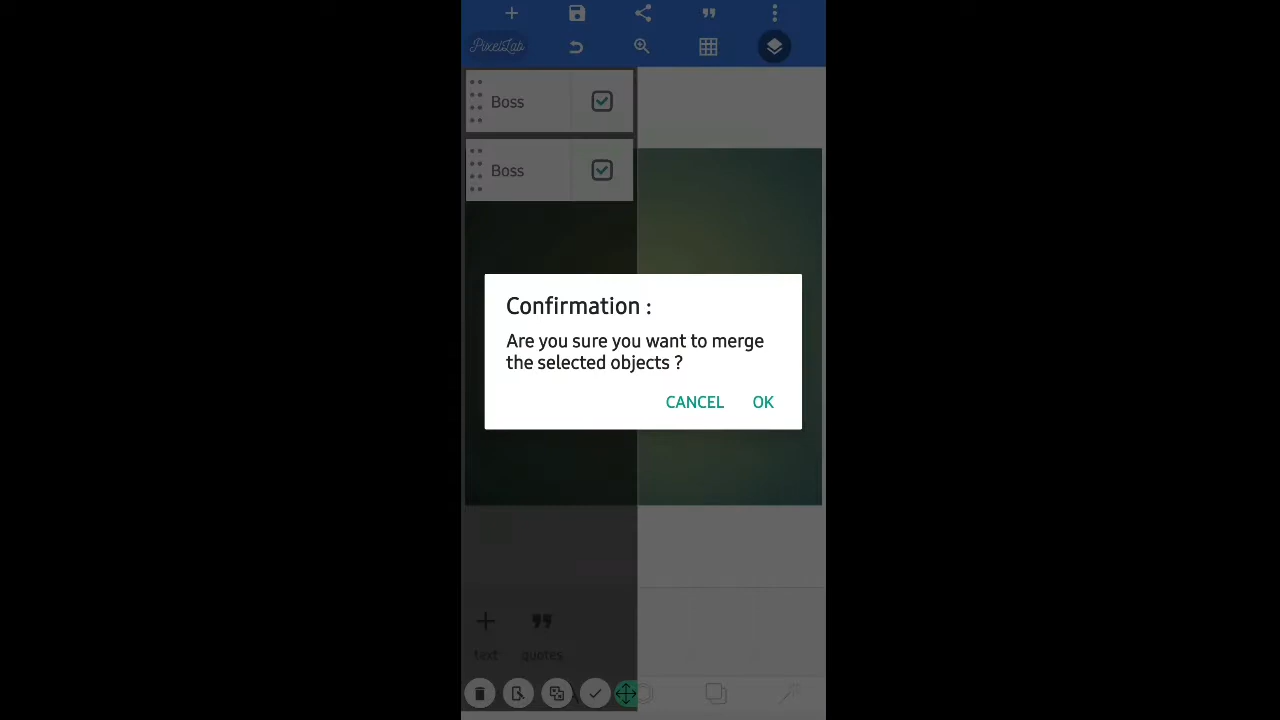 PixelLab
Boss
Boss
Confirmation :
Are you sure you want to merge
the selected objects ?
CANCEL OK
text quotes